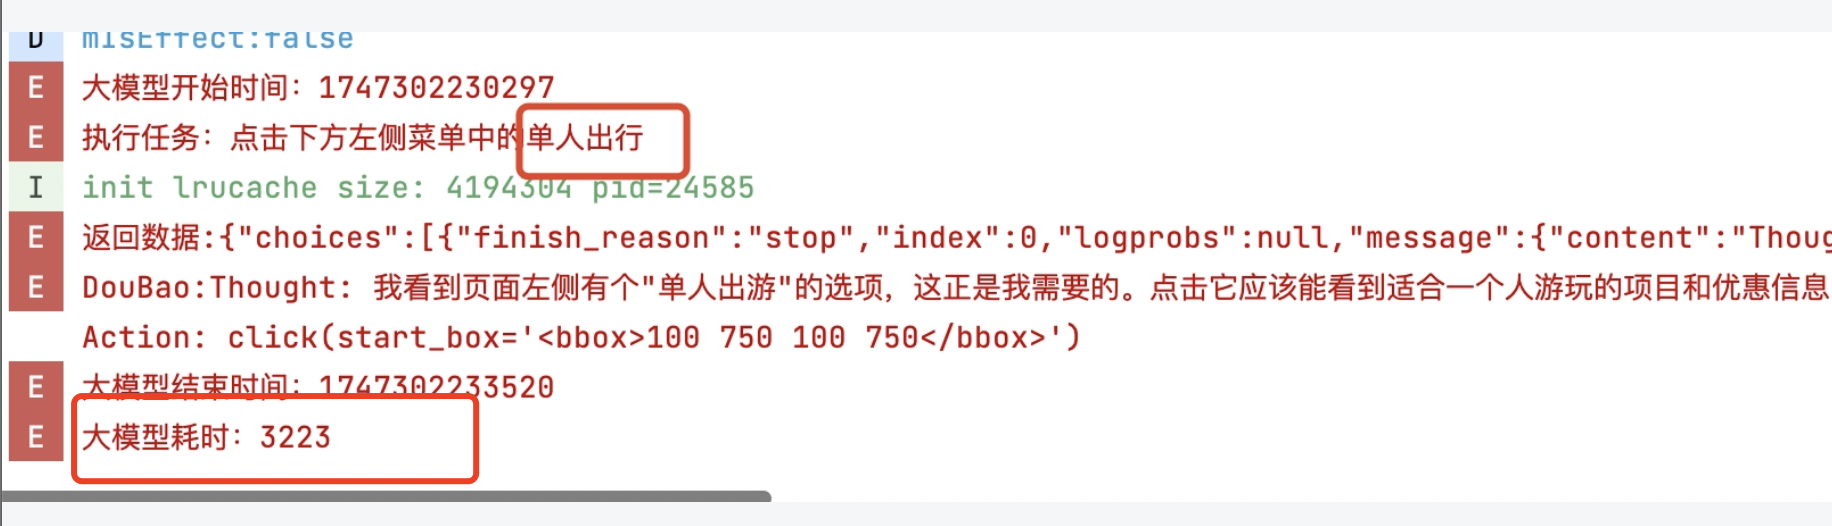 D mIsEffect:false
E 大模型开始时间：1747302230297
E 执行任务：点击下方左侧菜单中的单人出行
I init lrucache size: 4194304 pid=24585
E 返回数据:{"choices":[{"finish_reason":"stop","index":0,"logprobs":null,"message":{"content":"Thoug
E DouBao:Thought: 我看到页面左侧有个"单人出游"的选项，这正是我需要的。点击它应该能看到适合一个人游玩的项目和优惠信息
Action: click(start_box='<bbox>100 750 100 750</bbox>')
E 大模型结束时间：1747302233520
E 大模型耗时：3223